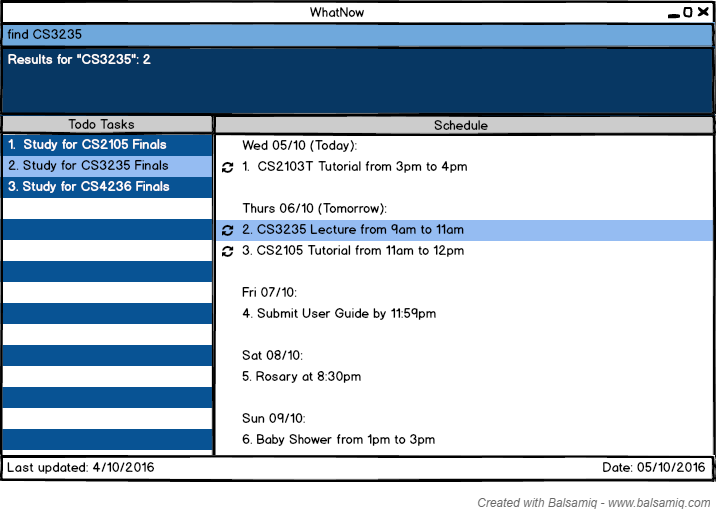 WhatNow
find CS3235
Results for "CS3235": 2
Todo Tasks
1. Study for CS2105 Finals
2. Study for CS3235 Finals
3. Study for CS4236 Finals
Schedule
Wed 05/10 (Today):
1. CS2103T Tutorial from 3pm to 4pm
Thurs 06/10 (Tomorrow):
2. CS3235 Lecture from 9am to 11am
3. CS2105 Tutorial from 11am to 12pm
Fri 07/10:
4. Submit User Guide by 11:59pm
Sat 08/10:
5. Rosary at 8:30pm
Sun 09/10:
6. Baby Shower from 1pm to 3pm
Last updated: 4/10/2016
Date: 05/10/2016
Created with Balsamiq - www.balsamiq.com